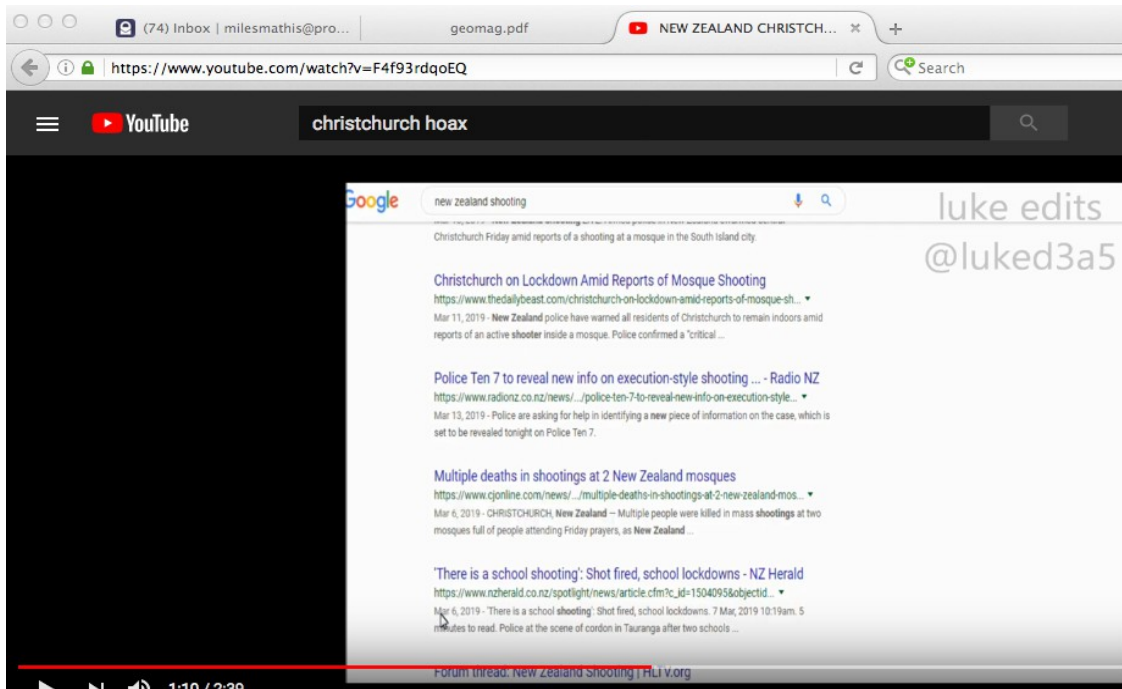 (74) Inbox | milesmathis@pro...
geomag.pdf
NEW ZEALAND CHRISTCH...
https://www.youtube.com/watch?v=F4f93rdqoEQ
Search
YouTube
christchurch hoax
luke edits
@luked3a5
Google
new zealand shooting
Christchurch Friday amid reports of a shooting at a mosque in the South Island city.
Christchurch on Lockdown Amid Reports of Mosque Shooting
https://www.thedailybeast.com/christchurch-on-lockdown-amid-reports-of-mosque-sh...
Mar 11, 2019 - New Zealand police have warned all residents of Christchurch to remain indoors amid
reports of an active shooter inside a mosque. Police confirmed a "critical ...
Police Ten 7 to reveal new info on execution-style shooting ... - Radio NZ
https://www.radionz.co.nz/news/.../police-ten-7-to-reveal-new-info-on-execution-style...
Mar 13, 2019 - Police are asking for help in identifying a new piece of information on the case, which is
set to be revealed tonight on Police Ten 7.
Multiple deaths in shootings at 2 New Zealand mosques
https://www.cjonline.com/news/.../multiple-deaths-in-shootings-at-2-new-zealand-mos...
Mar 6, 2019 - CHRISTCHURCH, New Zealand — Multiple people were killed in mass shootings at two
mosques full of people attending Friday prayers, as New Zealand ...
'There is a school shooting': Shot fired, school lockdowns - NZ Herald
https://www.nzherald.co.nz/spotlight/news/article.cfm?c_id=1504095&objectid...
Mar 6, 2019 - 'There is a school shooting': Shot fired, school lockdowns. 7 Mar, 2019 10:19am. 5
minutes to read. Police at the scene of cordon in Tauranga after two schools ...
Forum thread: New Zealand Shooting | HLTV.org
1:10 / 2:39